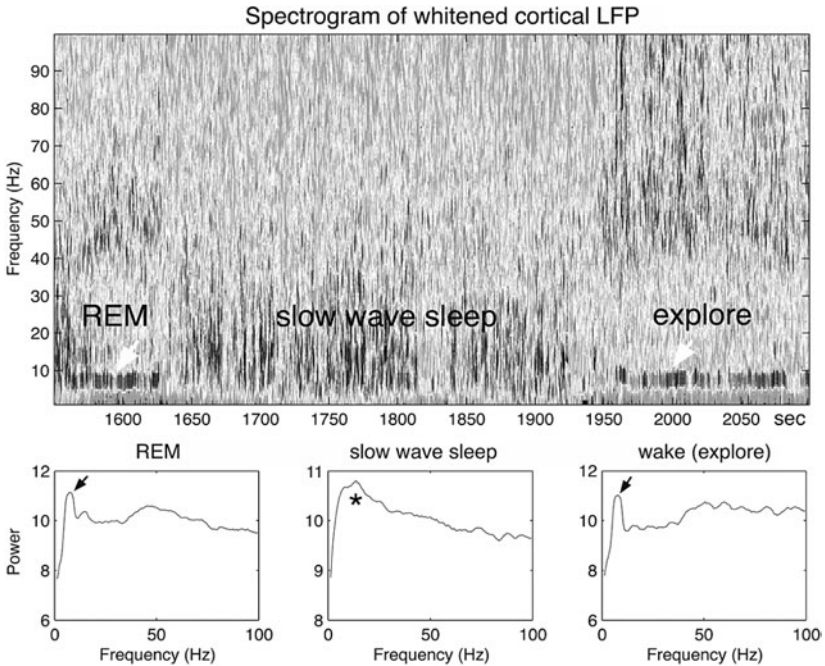 Spectrogram of whitened cortical LFP
Frequency (Hz)
90
80
70
60
50
40
30
20
10
REM
slow wave sleep
explore
1600 1650 1700 1750 1800 1850 1900 1950 2000 2050 sec
REM
Power
12
10
8
6
0 50 100
Frequency (Hz)
slow wave sleep
11
10
9
8
*
0 50 100
Frequency (Hz)
wake (explore)
12
10
8
6
0 50 100
Frequency (Hz)